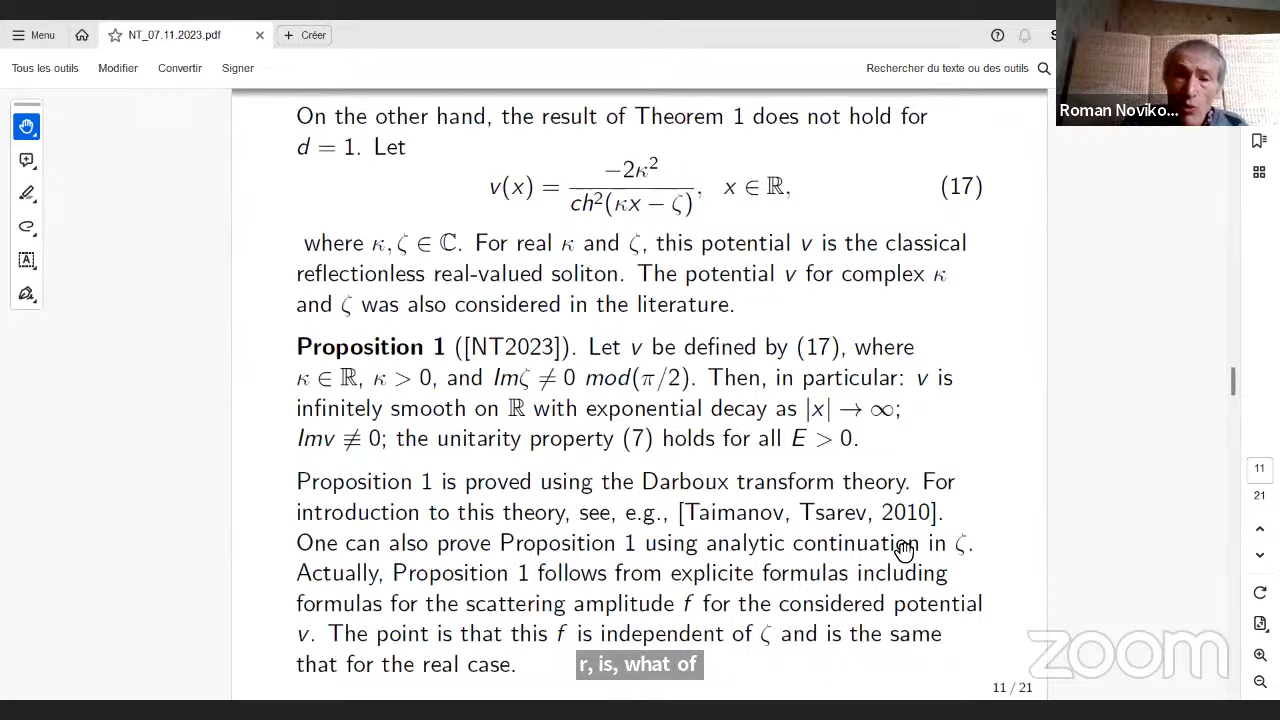 Menu
NT_07.11.2023.pdf
Créer
Tous les outils Modifier Convertir Signer
Rechercher du texte ou des outils
Roman Noviko...
On the other hand, the result of Theorem 1 does not hold for
d = 1. Let
v(x) = −2κ² / ch²(κx − ζ), x ∈ ℝ, (17)
where κ, ζ ∈ ℂ. For real κ and ζ, this potential v is the classical
reflectionless real-valued soliton. The potential v for complex κ
and ζ was also considered in the literature.
Proposition 1 ([NT2023]). Let v be defined by (17), where
κ ∈ ℝ, κ > 0, and Imζ ≠ 0 mod(π/2). Then, in particular: v is
infinitely smooth on ℝ with exponential decay as |x| → ∞;
Imv ≢ 0; the unitarity property (7) holds for all E > 0.
Proposition 1 is proved using the Darboux transform theory. For
introduction to this theory, see, e.g., [Taimanov, Tsarev, 2010].
One can also prove Proposition 1 using analytic continuation in ζ.
Actually, Proposition 1 follows from explicite formulas including
formulas for the scattering amplitude f for the considered potential
v. The point is that this f is independent of ζ and is the same
that for the real case.
r, is, what of
11 / 21
11
21
zoom